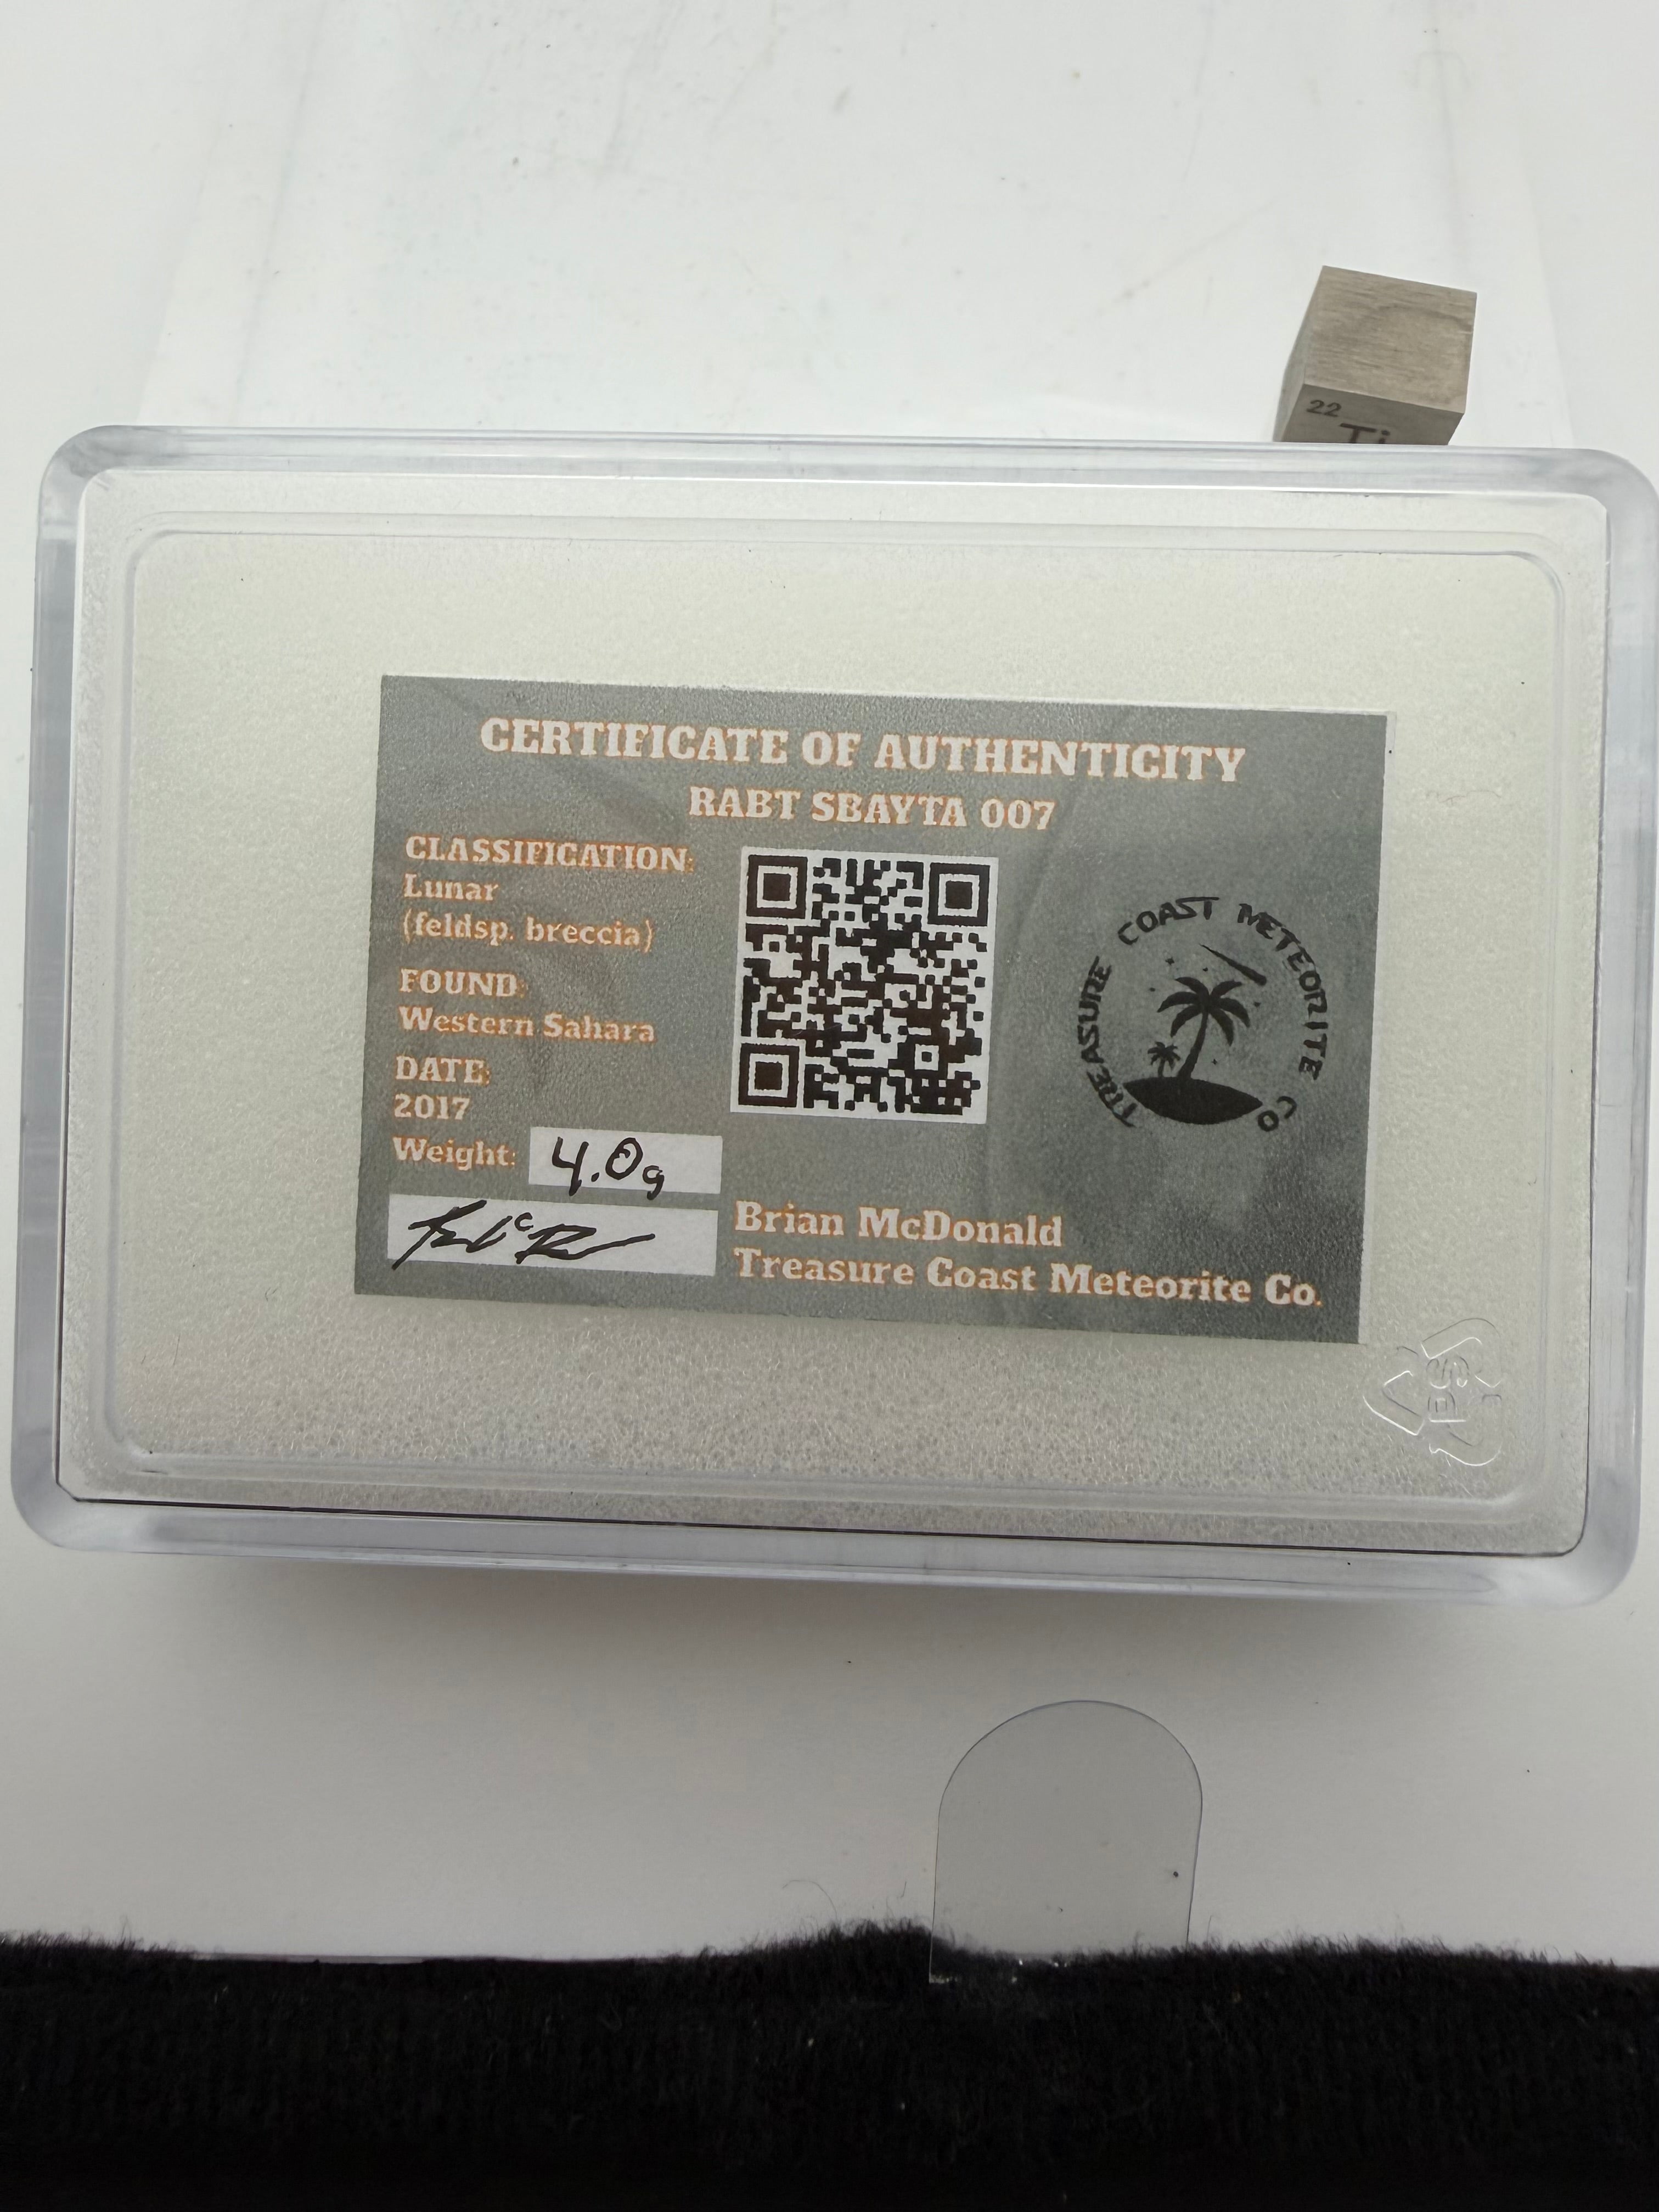 22
Ti
CERTIFICATE OF AUTHENTICITY
RABT SBAYTA 007
CLASSIFICATION:
Lunar
(feldsp. breccia)
FOUND:
Western Sahara
DATE:
2017
Weight: 4.0g
TREASURE COAST METEORITE CO
Brian McDonald
Treasure Coast Meteorite Co.
PS